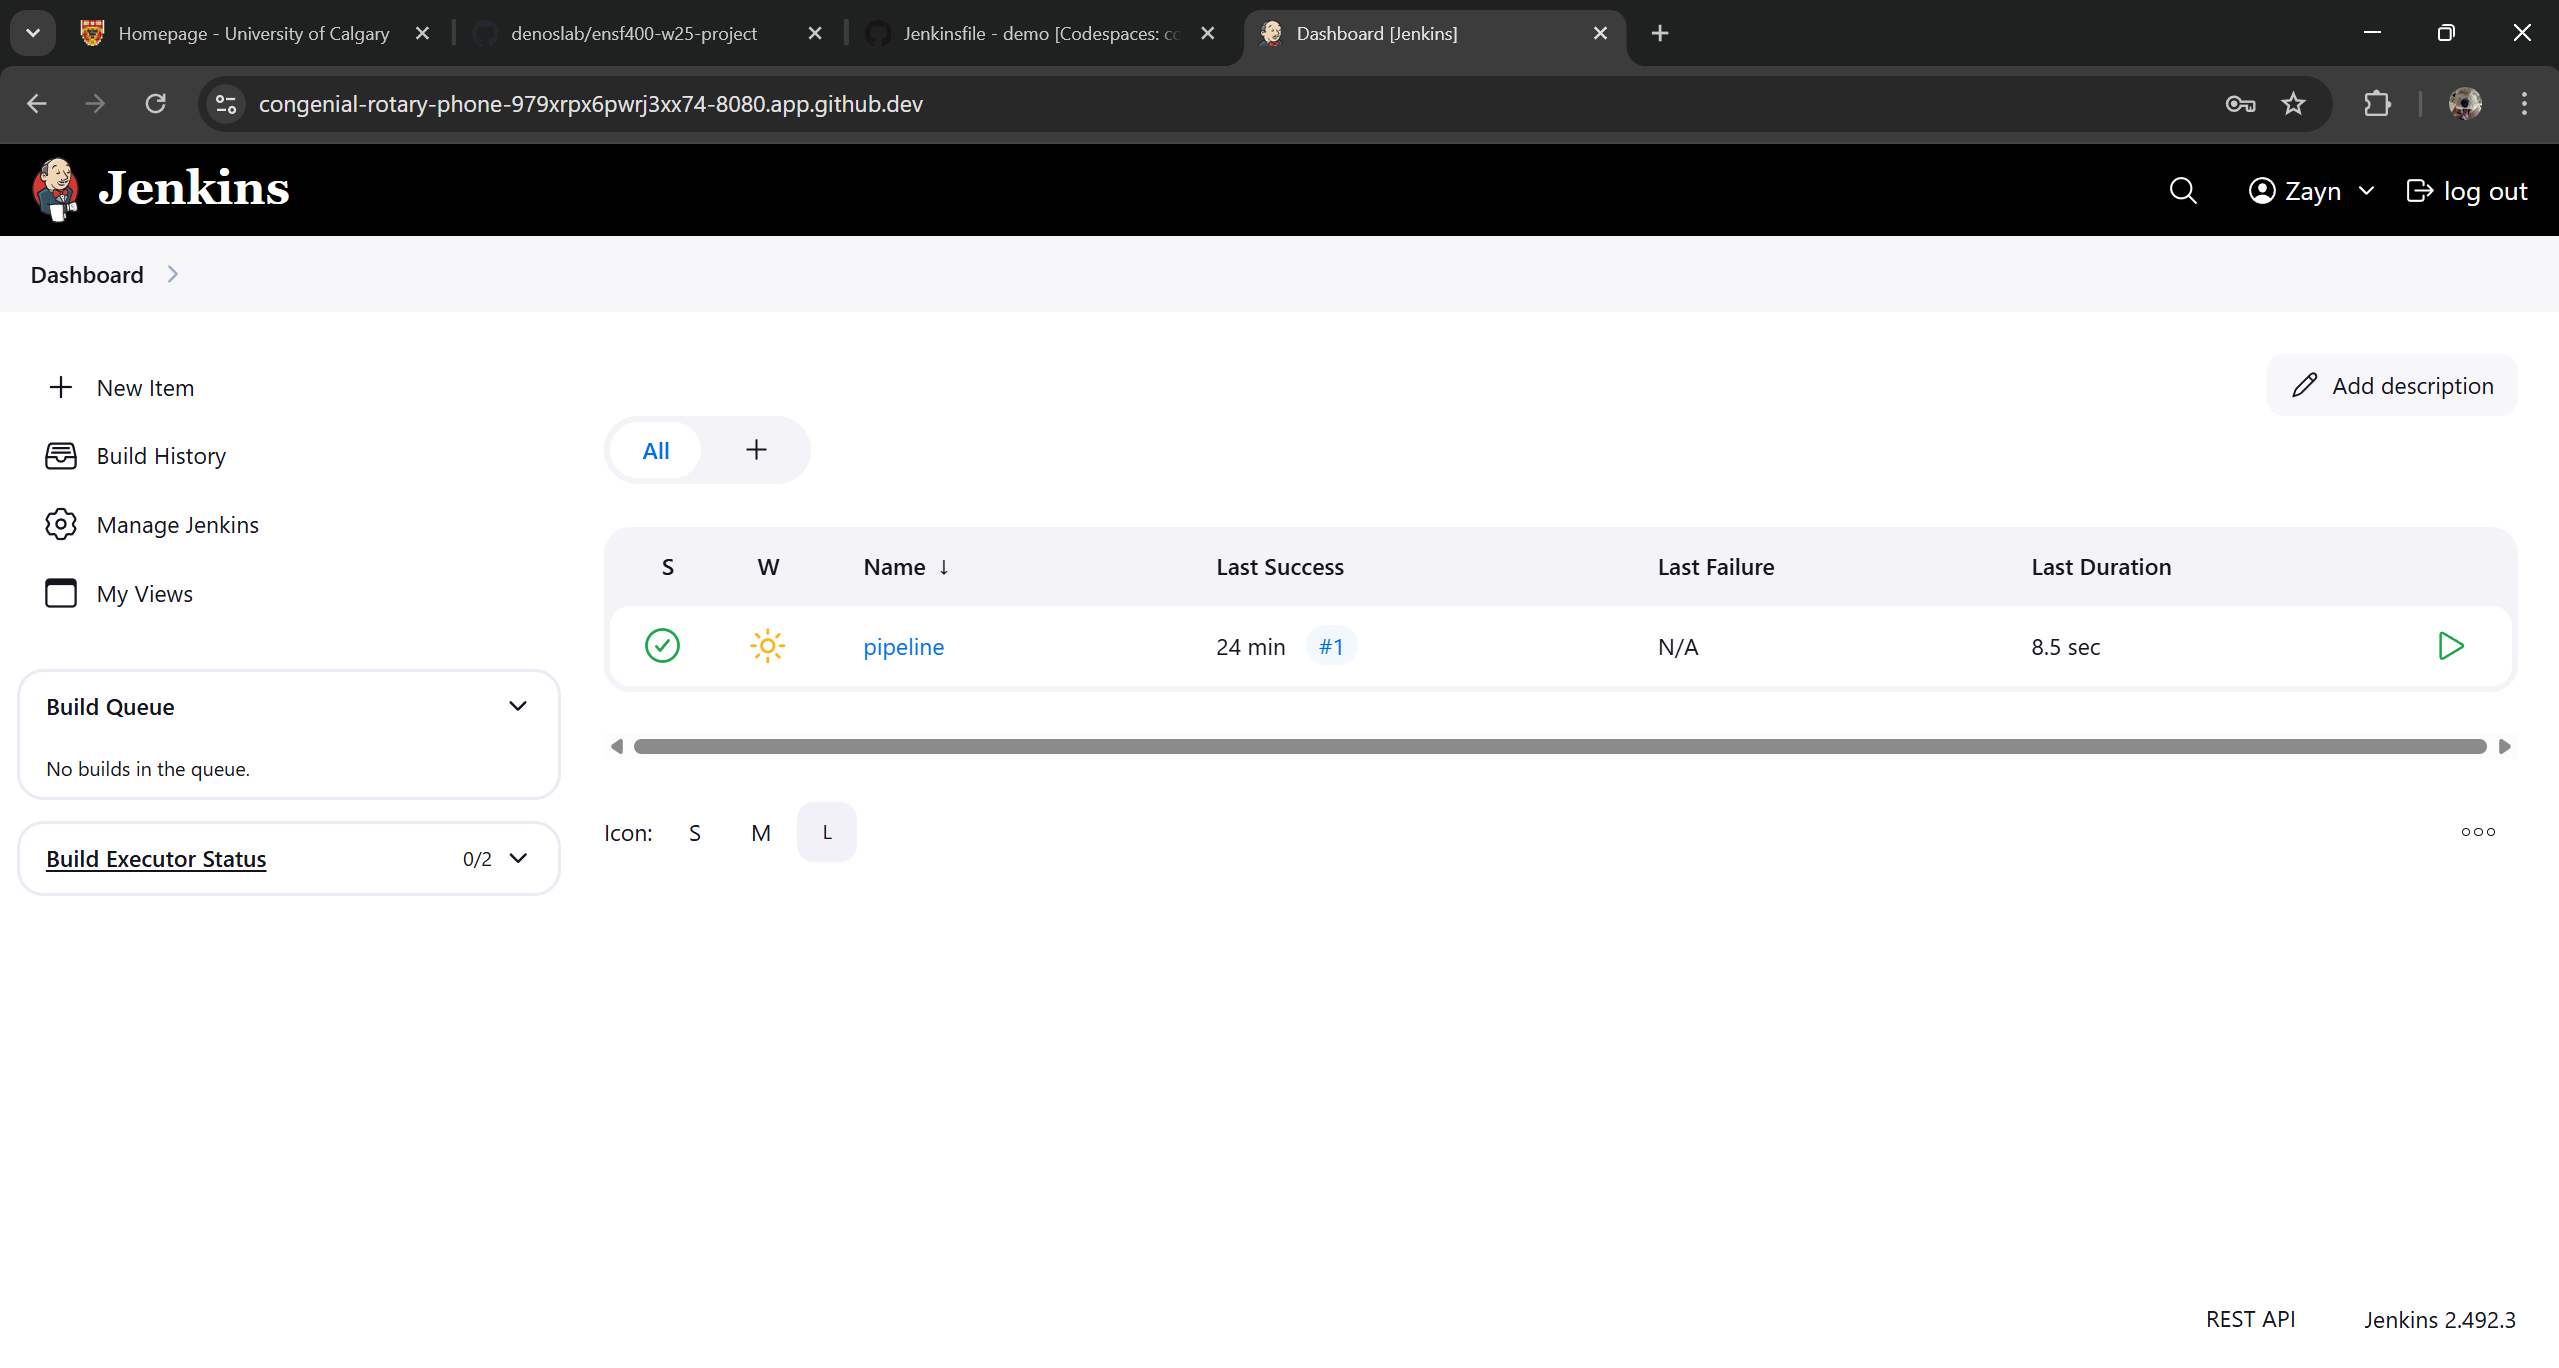 Homepage - University of Calgary
denoslab/ensf400-w25-project
Jenkinsfile - demo [Codespaces: co
Dashboard [Jenkins]
congenial-rotary-phone-979xrpx6pwrj3xx74-8080.app.github.dev
Jenkins
Zayn
log out
Dashboard
New Item
Build History
Manage Jenkins
My Views
Build Queue
No builds in the queue.
Build Executor Status 0/2
Add description
All +
S W Name ↓ Last Success Last Failure Last Duration
pipeline 24 min #1 N/A 8.5 sec
Icon: S M L
REST API Jenkins 2.492.3